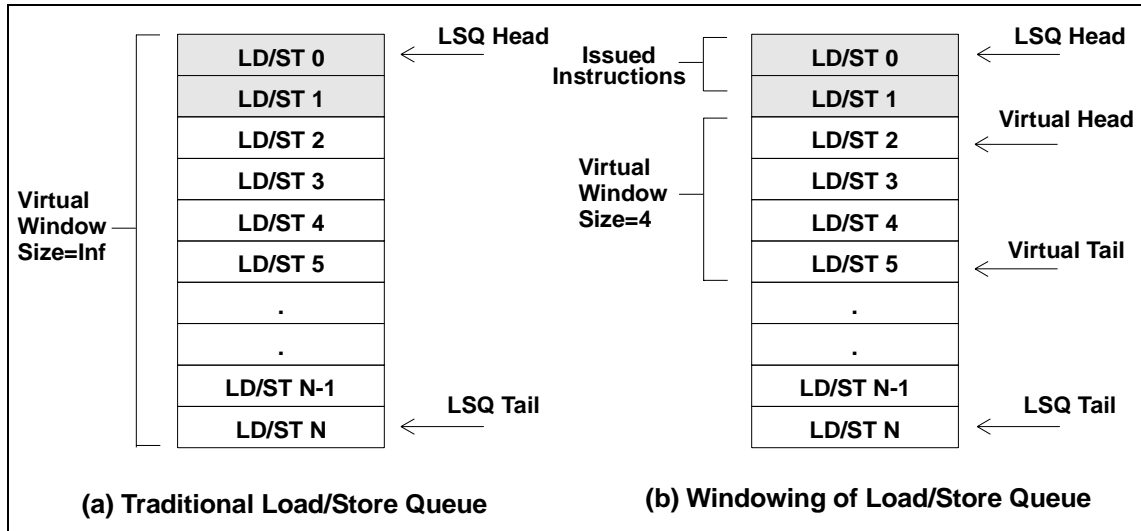 LSQ Head
LD/ST 0
LD/ST 1
LD/ST 2
LD/ST 3
LD/ST 4
LD/ST 5
.
.
LD/ST N-1
LD/ST N
Virtual
Window
Size=Inf
LSQ Tail
(a) Traditional Load/Store Queue
LSQ Head
Issued
Instructions
LD/ST 0
LD/ST 1
Virtual Head
LD/ST 2
LD/ST 3
LD/ST 4
LD/ST 5
Virtual
Window
Size=4
Virtual Tail
.
.
LD/ST N-1
LD/ST N
LSQ Tail
(b) Windowing of Load/Store Queue